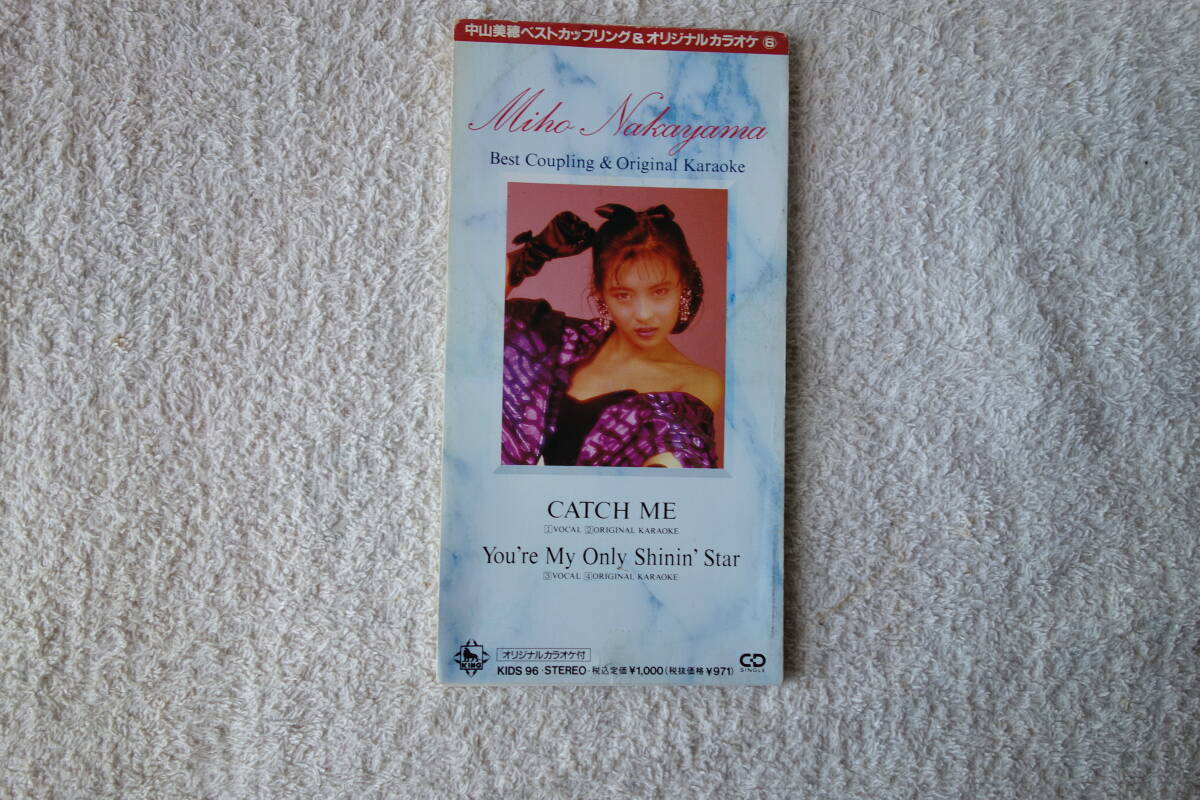 中山美穂ベストカップリング&オリジナルカラオケ⑥
Miho Nakayama
Best Coupling & Original Karaoke
CATCH ME
1VOCAL 2ORIGINAL KARAOKE
You're My Only Shinin' Star
3VOCAL 4ORIGINAL KARAOKE
オリジナルカラオケ付
KING
KIDS 96・STEREO・税込定価¥1,000(税抜価格¥971)
CD
SINGLE